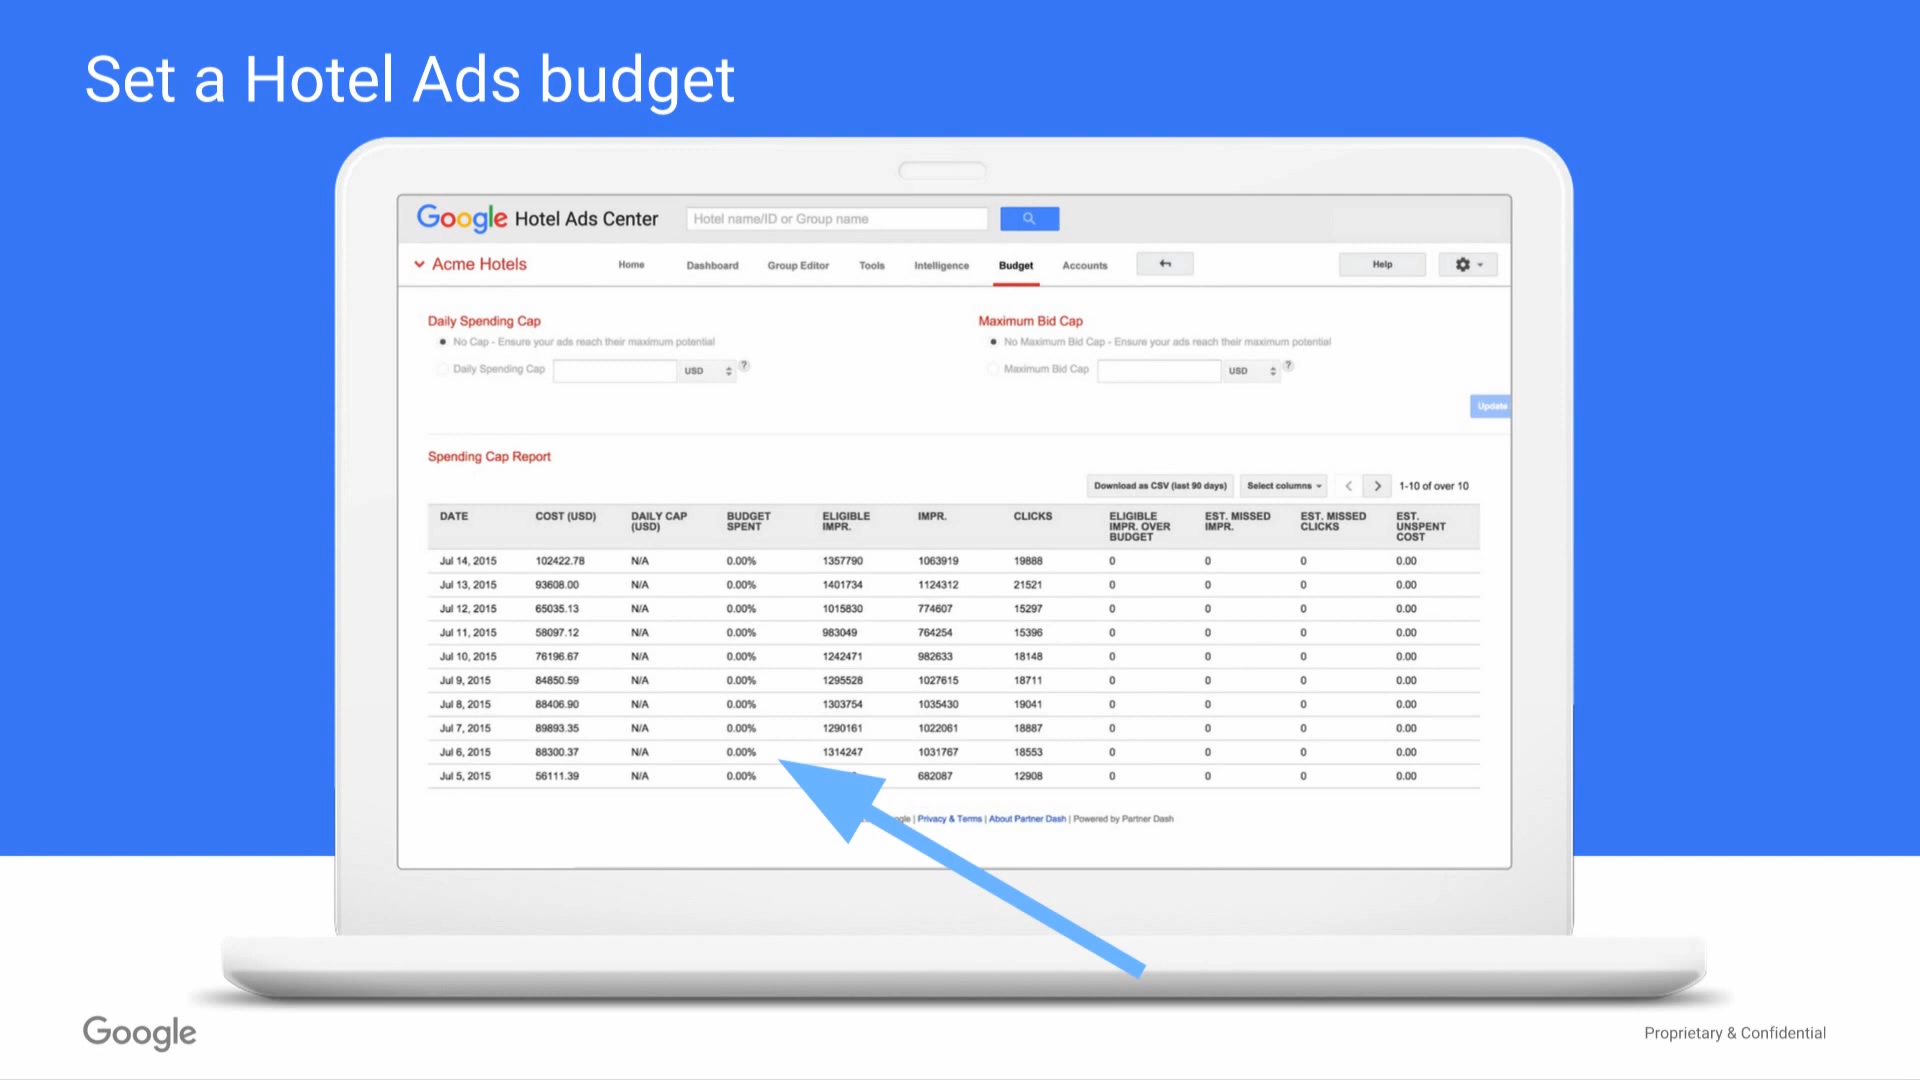 Set a Hotel Ads budget
Google Hotel Ads Center
Hotel name/ID or Group name
Acme Hotels
Home Dashboard Group Editor Tools Intelligence Budget Accounts Help
Daily Spending Cap
No Cap - Ensure your ads reach their maximum potential
Daily Spending Cap USD ?
Maximum Bid Cap
No Maximum Bid Cap - Ensure your ads reach their maximum potential
Maximum Bid Cap USD ?
Update
Spending Cap Report
Download as CSV (last 90 days) Select columns 1-10 of over 10
DATE COST (USD) DAILY CAP (USD) BUDGET SPENT ELIGIBLE IMPR. IMPR. CLICKS ELIGIBLE IMPR. OVER BUDGET EST. MISSED IMPR. EST. MISSED CLICKS EST. UNSPENT COST
Jul 14, 2015 102422.78 N/A 0.00% 1357790 1063919 19888 0 0 0 0.00
Jul 13, 2015 93608.00 N/A 0.00% 1401734 1124312 21521 0 0 0 0.00
Jul 12, 2015 65035.13 N/A 0.00% 1015830 774607 15297 0 0 0 0.00
Jul 11, 2015 58097.12 N/A 0.00% 983049 764254 15396 0 0 0 0.00
Jul 10, 2015 76196.67 N/A 0.00% 1242471 982633 18148 0 0 0 0.00
Jul 9, 2015 84850.59 N/A 0.00% 1295528 1027615 18711 0 0 0 0.00
Jul 8, 2015 88406.90 N/A 0.00% 1303754 1035430 19041 0 0 0 0.00
Jul 7, 2015 89893.35 N/A 0.00% 1290161 1022061 18887 0 0 0 0.00
Jul 6, 2015 88300.37 N/A 0.00% 1314247 1031767 18553 0 0 0 0.00
Jul 5, 2015 56111.39 N/A 0.00% 682087 12908 0 0 0 0.00
| Privacy & Terms | About Partner Dash | Powered by Partner Dash
Google
Proprietary & Confidential